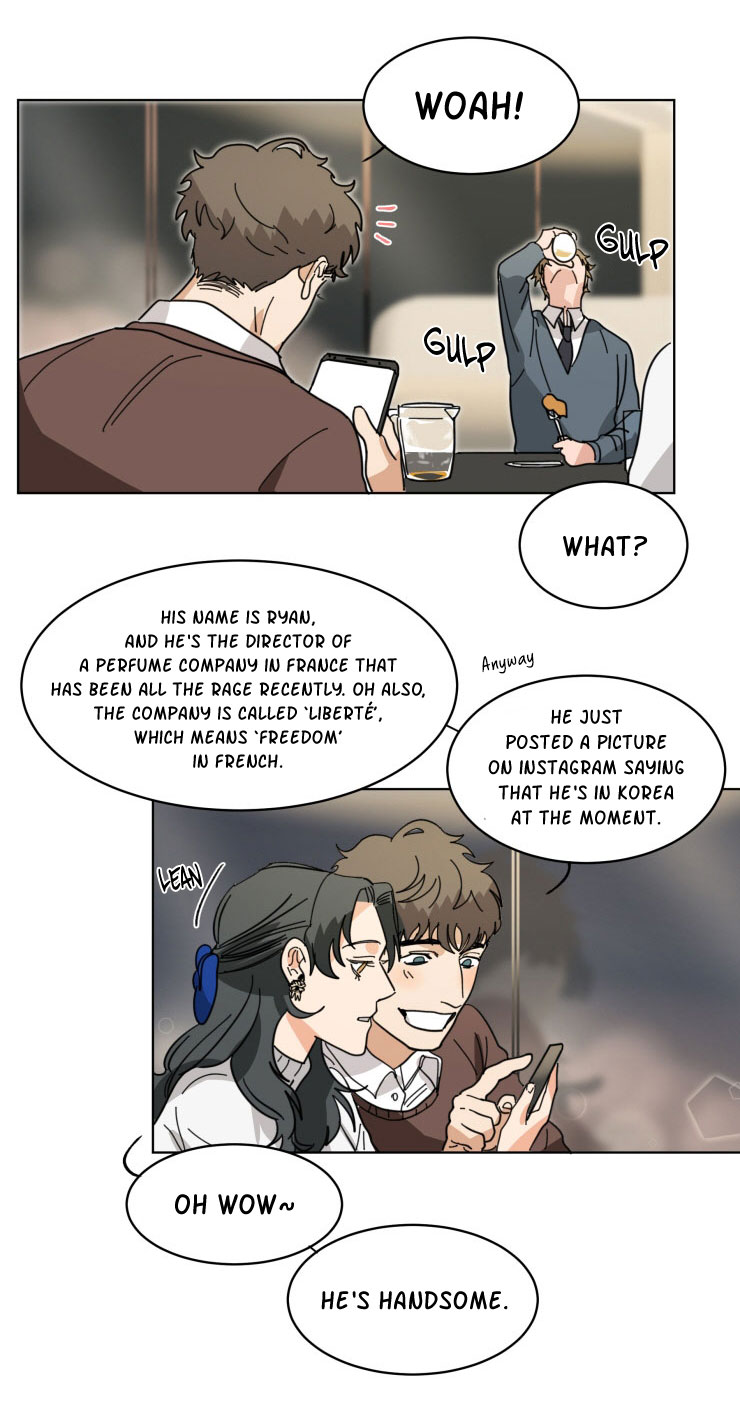 WOAH!
GULP
GULP
WHAT?
HIS NAME IS RYAN,
AND HE'S THE DIRECTOR OF
A PERFUME COMPANY IN FRANCE THAT
HAS BEEN ALL THE RAGE RECENTLY. OH ALSO,
THE COMPANY IS CALLED ‘LIBERTÉ’,
WHICH MEANS ‘FREEDOM’
IN FRENCH.
Anyway
HE JUST
POSTED A PICTURE
ON INSTAGRAM SAYING
THAT HE'S IN KOREA
AT THE MOMENT.
LEAN
OH WOW~
HE'S HANDSOME.